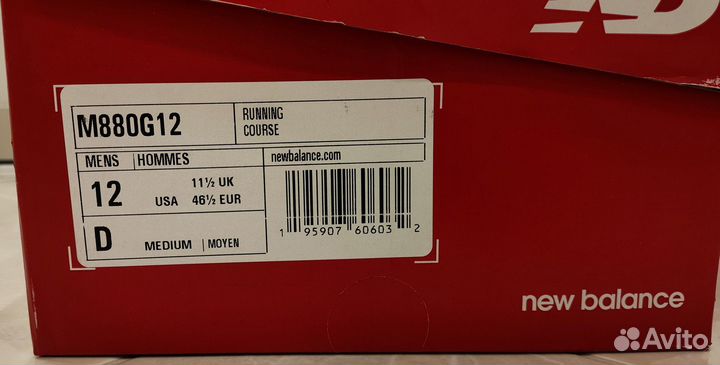 M880G12
RUNNING
COURSE
MENS | HOMMES
newbalance.com
12
USA
11½ UK
46½ EUR
D
MEDIUM | MOYEN
1 95907 60603 2
new balance
Avito